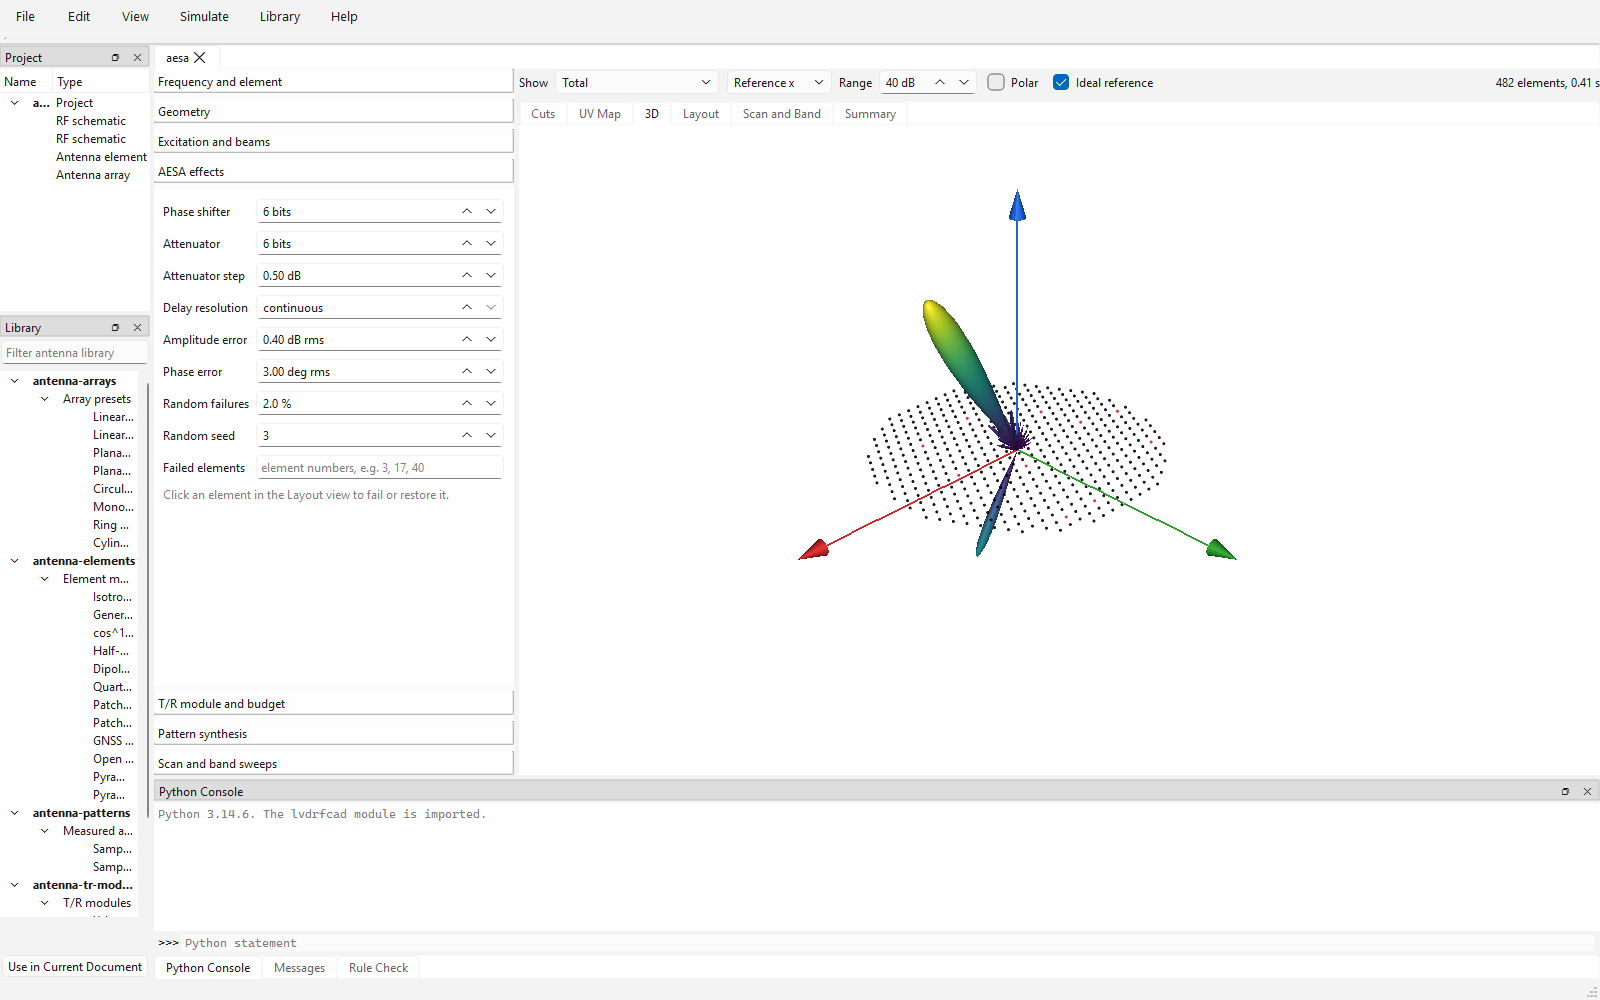 File Edit View Simulate Library Help
Project
Name Type
a... Project
RF schematic
RF schematic
Antenna element
Antenna array
Library
Filter antenna library
antenna-arrays
Array presets
Linear...
Linear...
Plana...
Plana...
Circul...
Mono...
Ring ...
Cylin...
antenna-elements
Element m...
Isotro...
Gener...
cos^1...
Half-...
Dipol...
Quart...
Patch...
Patch...
GNSS ...
Open ...
Pyra...
Pyra...
antenna-patterns
Measured a...
Samp...
Samp...
antenna-tr-mod...
T/R modules
Use in Current Document
aesa
Frequency and element
Geometry
Excitation and beams
AESA effects
Phase shifter 6 bits
Attenuator 6 bits
Attenuator step 0.50 dB
Delay resolution continuous
Amplitude error 0.40 dB rms
Phase error 3.00 deg rms
Random failures 2.0 %
Random seed 3
Failed elements element numbers, e.g. 3, 17, 40
Click an element in the Layout view to fail or restore it.
T/R module and budget
Pattern synthesis
Scan and band sweeps
Show Total Reference x Range 40 dB Polar Ideal reference 482 elements, 0.41 s
Cuts UV Map 3D Layout Scan and Band Summary
Python Console
Python 3.14.6. The lvdrfcad module is imported.
>>> Python statement
Python Console Messages Rule Check